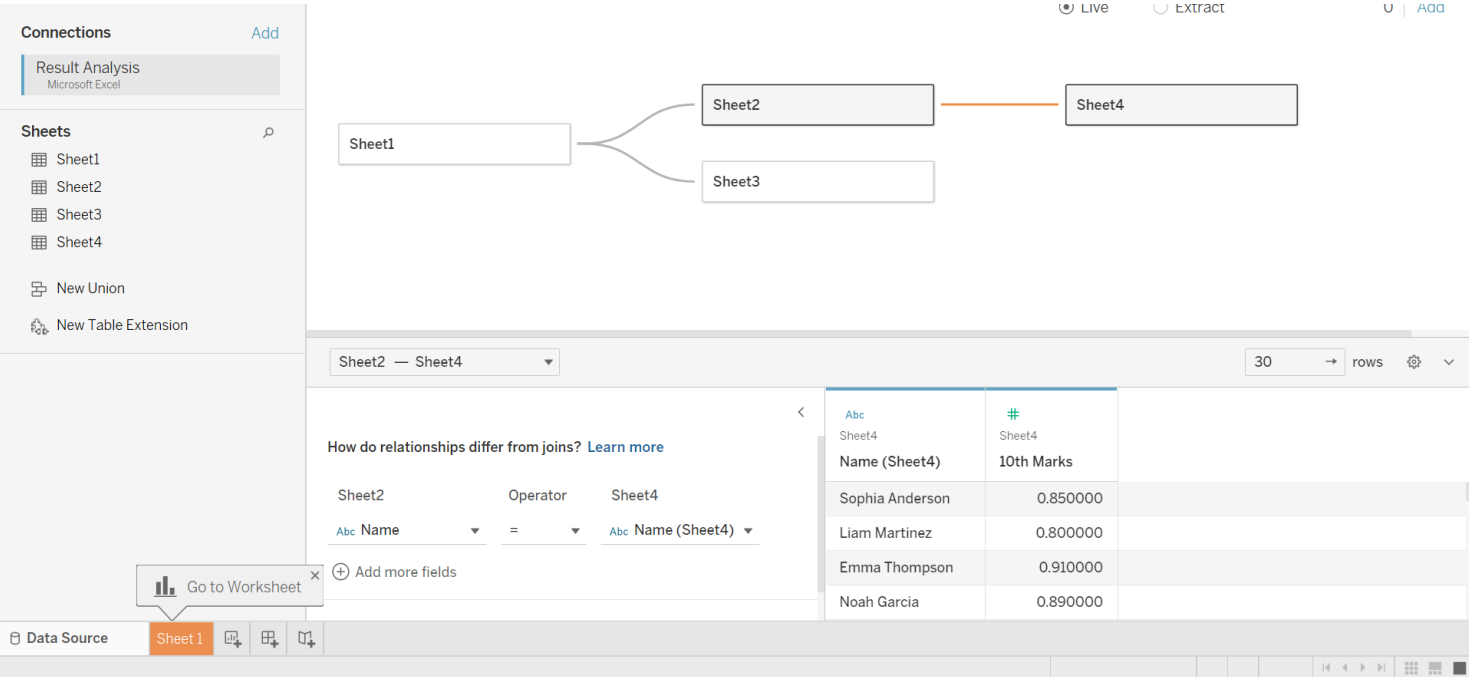 Live Extract 0 Add
Connections Add
Result Analysis
Microsoft Excel
Sheets
Sheet1
Sheet2
Sheet3
Sheet4
New Union
New Table Extension
Sheet1
Sheet2
Sheet3
Sheet4
Sheet2 — Sheet4
30 → rows
How do relationships differ from joins? Learn more
Sheet2 Operator Sheet4
Abc Name = Abc Name (Sheet4)
Add more fields
Abc #
Sheet4 Sheet4
Name (Sheet4) 10th Marks
Sophia Anderson 0.850000
Liam Martinez 0.800000
Emma Thompson 0.910000
Noah Garcia 0.890000
Go to Worksheet
Data Source Sheet 1